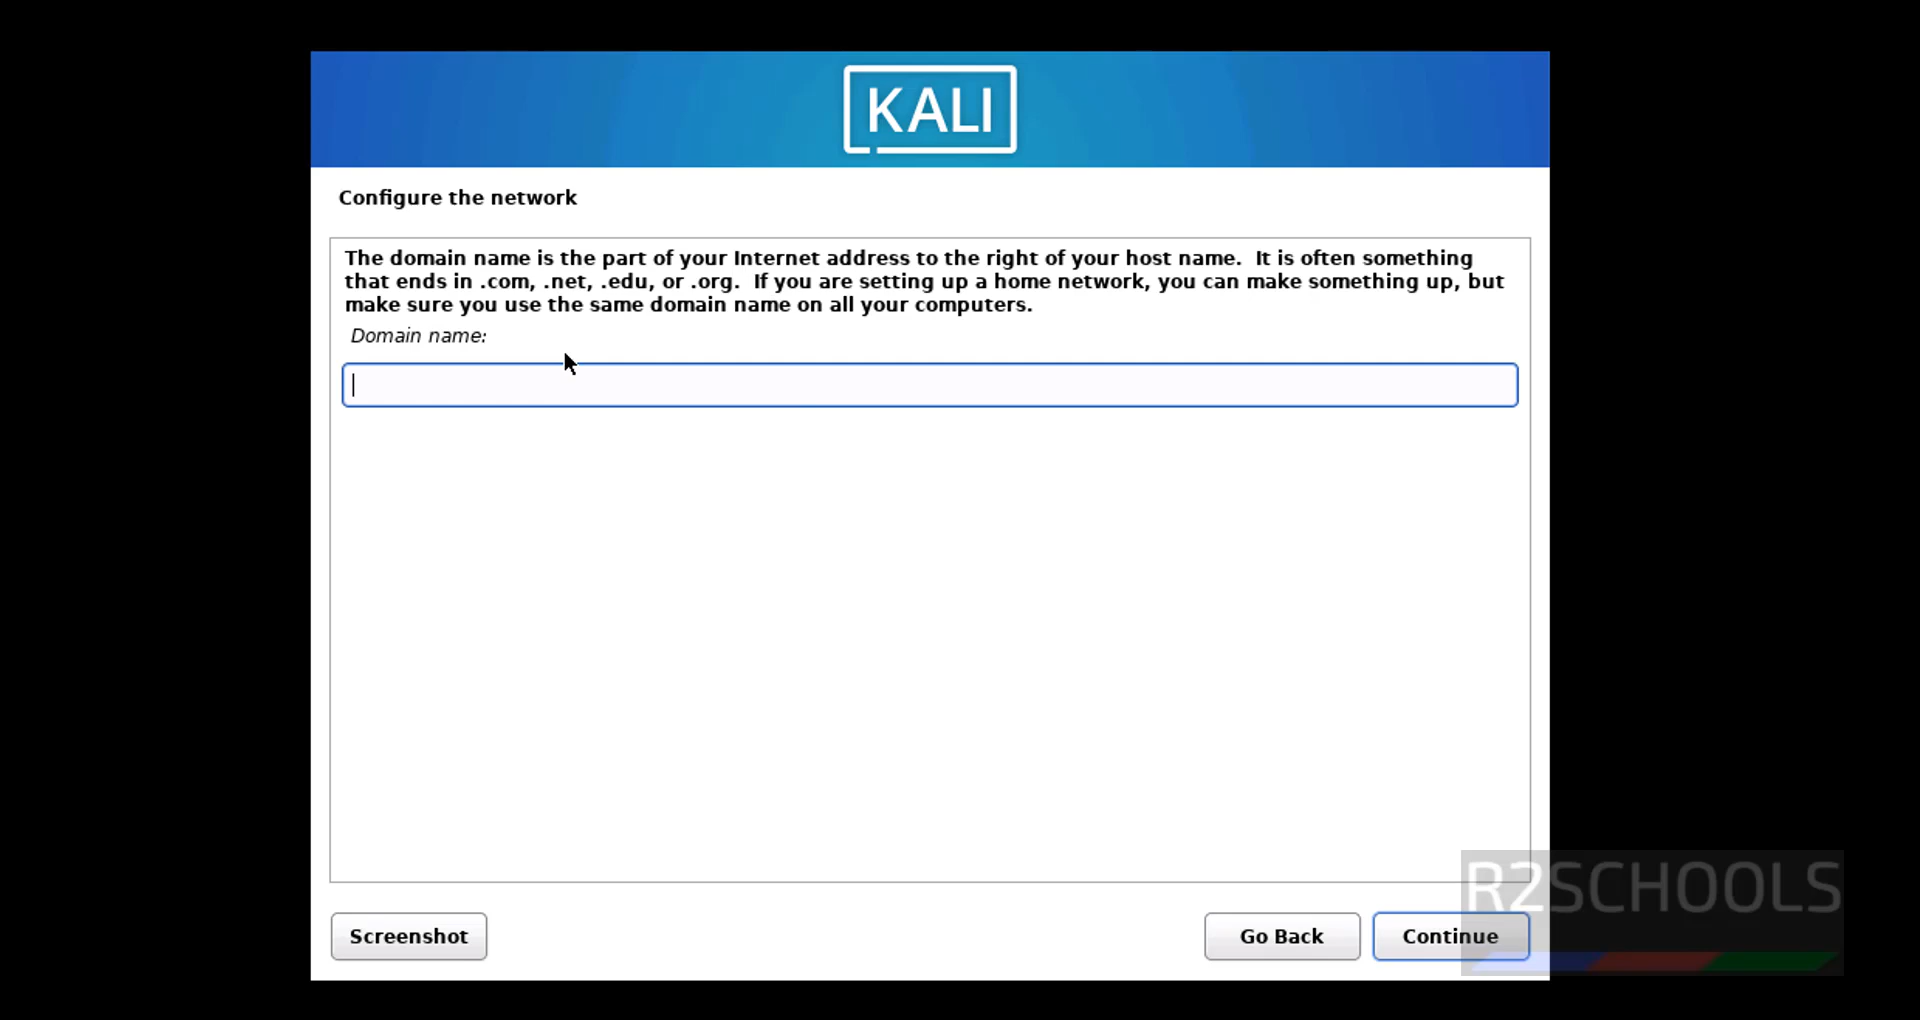 KALI
Configure the network
The domain name is the part of your Internet address to the right of your host name.  It is often something
that ends in .com, .net, .edu, or .org.  If you are setting up a home network, you can make something up, but
make sure you use the same domain name on all your computers.
Domain name:
R2SCHOOLS
Screenshot
Go Back
Continue